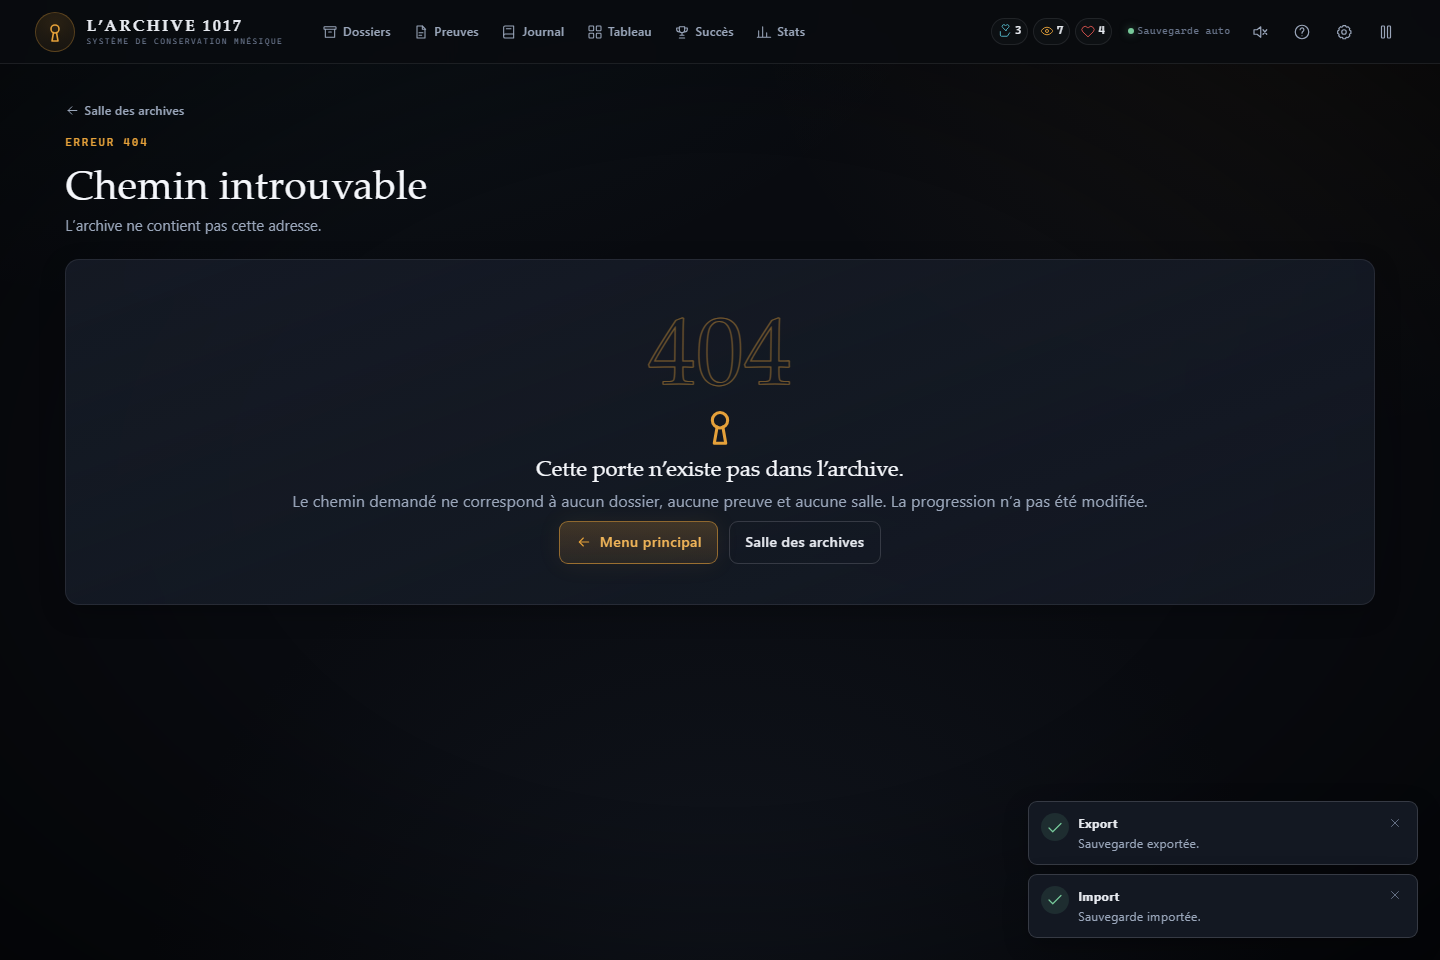 L’ARCHIVE 1017
SYSTÈME DE CONSERVATION MNÉSIQUE
Dossiers
Preuves
Journal
Tableau
Succès
Stats
3
7
4
Sauvegarde auto
← Salle des archives
ERREUR 404
Chemin introuvable
L’archive ne contient pas cette adresse.
404
Cette porte n’existe pas dans l’archive.
Le chemin demandé ne correspond à aucun dossier, aucune preuve et aucune salle. La progression n’a pas été modifiée.
← Menu principal
Salle des archives
Export
Sauvegarde exportée.
Import
Sauvegarde importée.